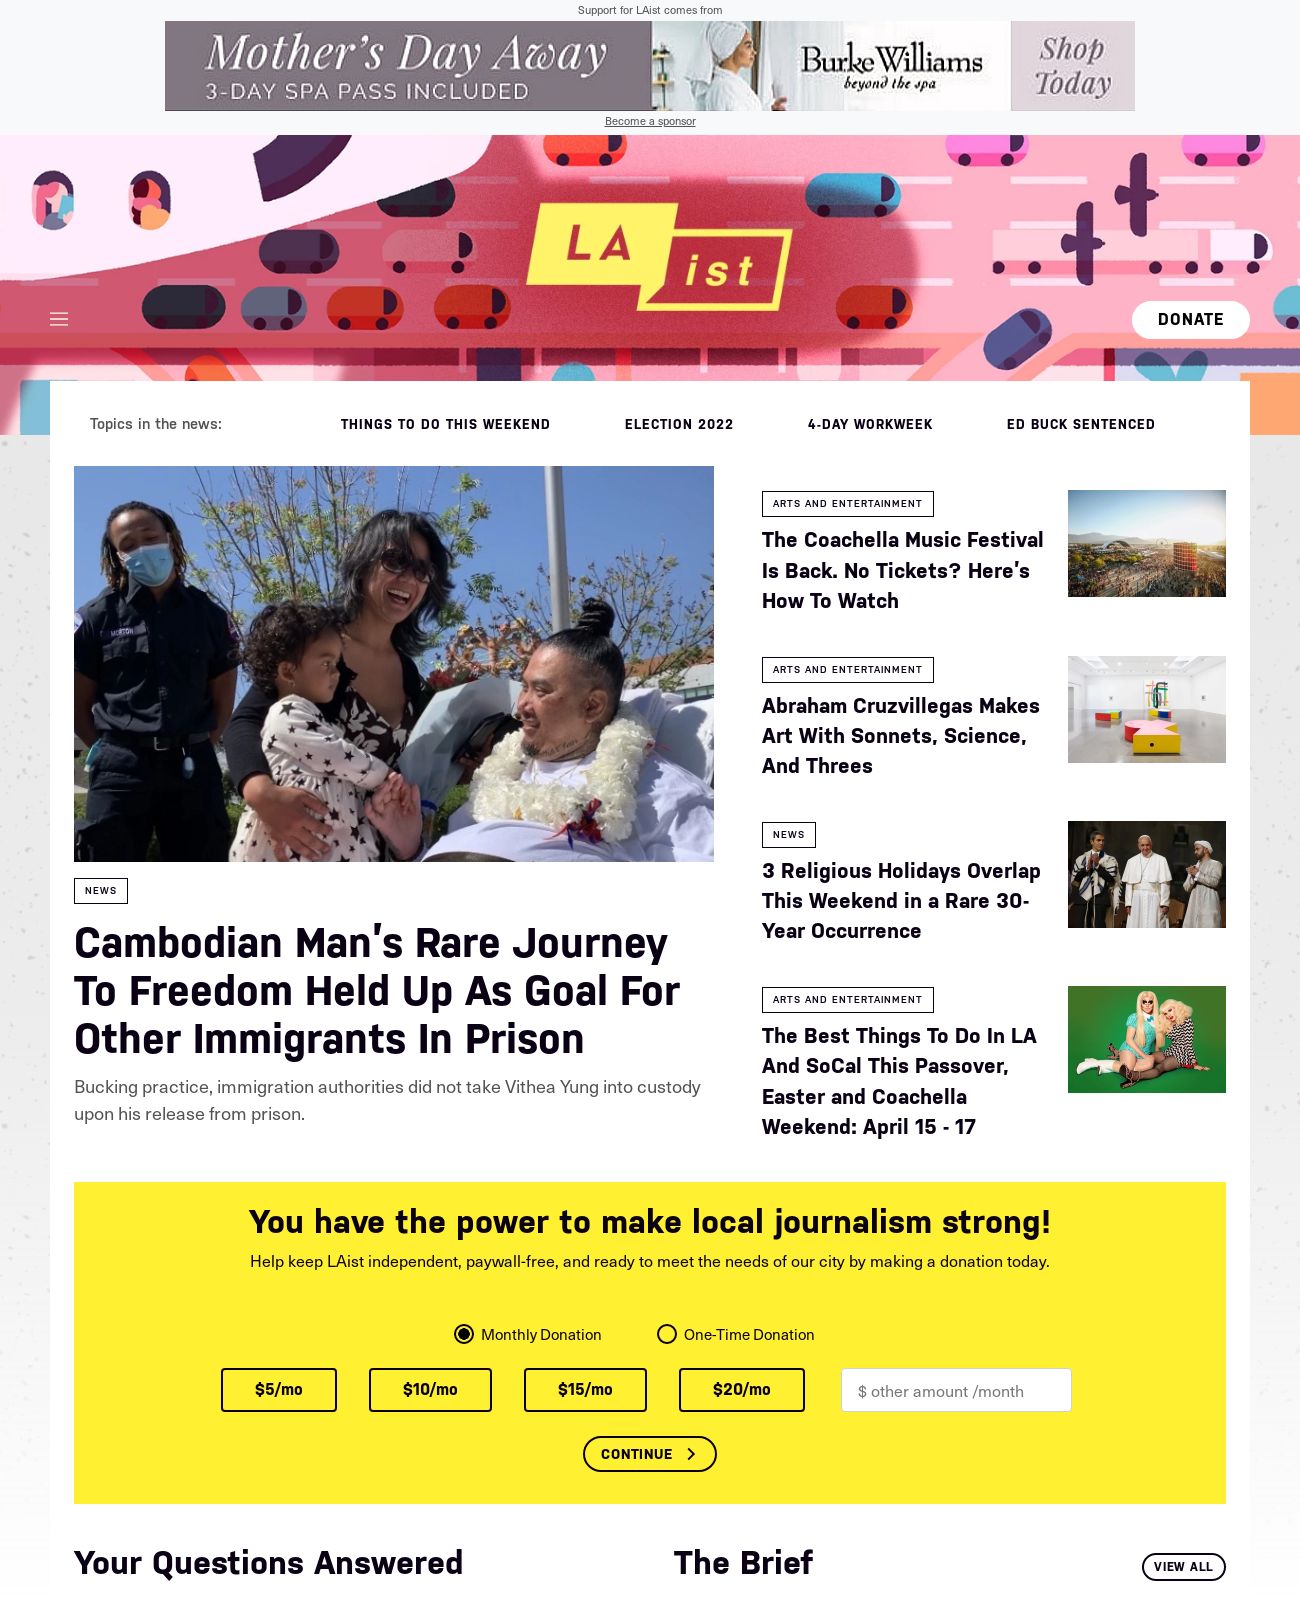 Support for LAist comes from
Mother's Day Away
3-DAY SPA PASS INCLUDED
BurkeWilliams
beyond the spa
Shop
Today
Become a sponsor
LA
ist
DONATE
Topics in the news:
THINGS TO DO THIS WEEKEND
ELECTION 2022
4-DAY WORKWEEK
ED BUCK SENTENCED
MORTON
NEWS
Cambodian Man's Rare Journey
To Freedom Held Up As Goal For
Other Immigrants In Prison
Bucking practice, immigration authorities did not take Vithea Yung into custody
upon his release from prison.
ARTS AND ENTERTAINMENT
The Coachella Music Festival
Is Back. No Tickets? Here's
How To Watch
ARTS AND ENTERTAINMENT
Abraham Cruzvillegas Makes
Art With Sonnets, Science,
And Threes
NEWS
3 Religious Holidays Overlap
This Weekend in a Rare 30-
Year Occurrence
ARTS AND ENTERTAINMENT
The Best Things To Do In LA
And SoCal This Passover,
Easter and Coachella
Weekend: April 15 - 17
You have the power to make local journalism strong!
Help keep LAist independent, paywall-free, and ready to meet the needs of our city by making a donation today.
Monthly Donation
One-Time Donation
$5/mo
$10/mo
$15/mo
$20/mo
$ other amount /month
CONTINUE
Your Questions Answered
The Brief
VIEW ALL